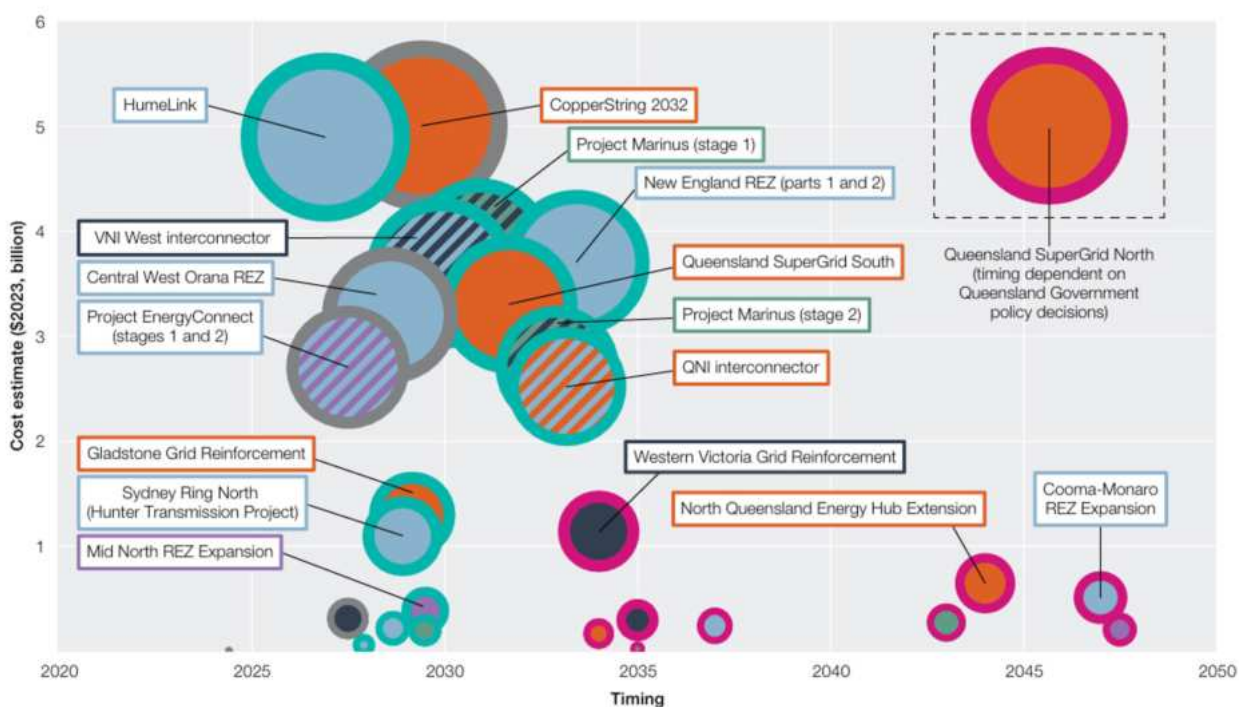 6
5
4
3
2
1
Cost estimate ($2023, billion)
HumeLink
CopperString 2032
Project Marinus (stage 1)
New England REZ (parts 1 and 2)
VNI West interconnector
Central West Orana REZ
Project EnergyConnect
(stages 1 and 2)
Queensland SuperGrid South
Project Marinus (stage 2)
QNI interconnector
Queensland SuperGrid North
(timing dependent on
Queensland Government
policy decisions)
Gladstone Grid Reinforcement
Sydney Ring North
(Hunter Transmission Project)
Mid North REZ Expansion
Western Victoria Grid Reinforcement
North Queensland Energy Hub Extension
Cooma-Monaro
REZ Expansion
2020
2025
2030
2035
2040
2045
2050
Timing